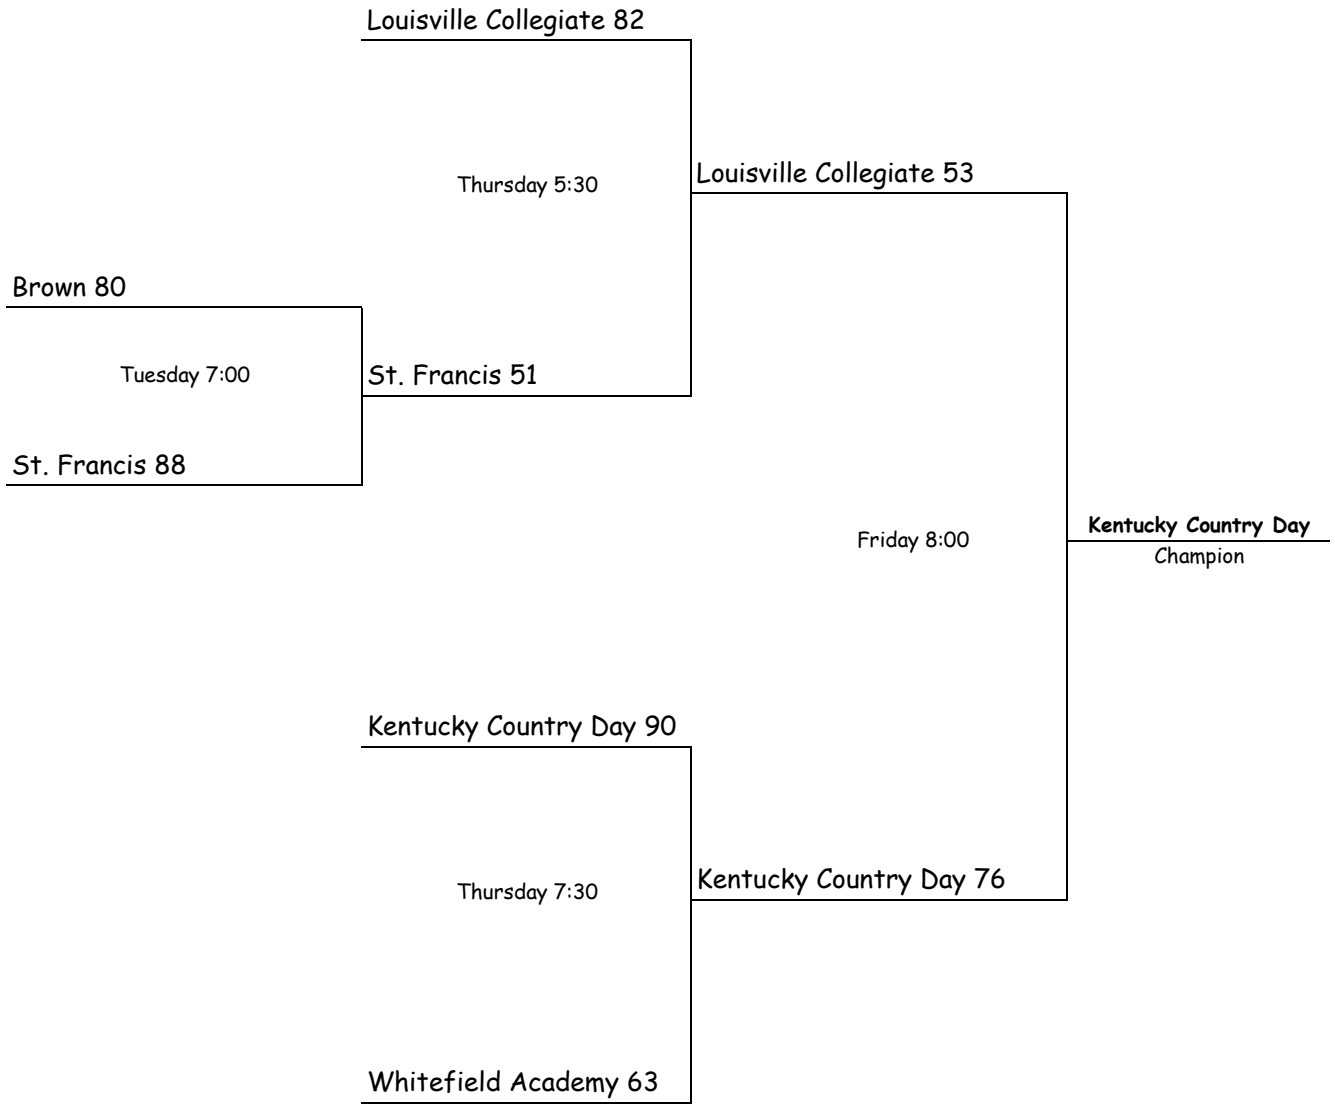 Louisville Collegiate 82
Thursday 5:30
Louisville Collegiate 53
Brown 80
Tuesday 7:00
St. Francis 51
St. Francis 88
Friday 8:00
Kentucky Country Day
Champion
Kentucky Country Day 90
Thursday 7:30
Kentucky Country Day 76
Whitefield Academy 63